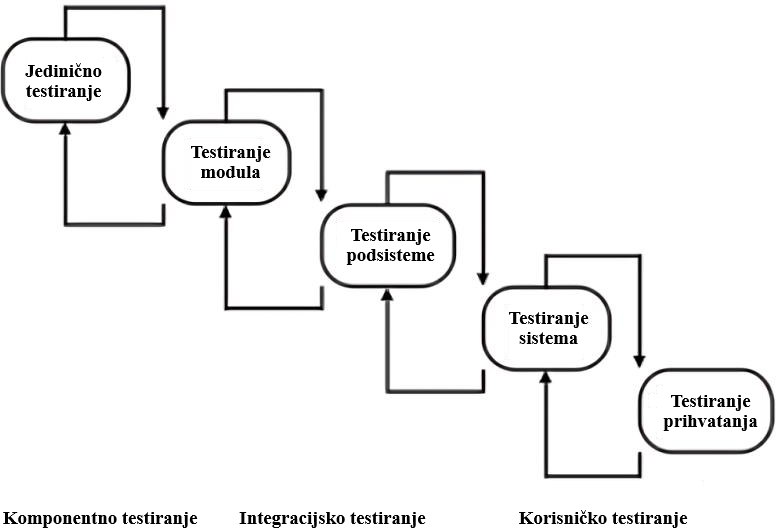 Jedinično
testiranje
Testiranje
modula
Testiranje
podsisteme
Testiranje
sistema
Testiranje
prihvatanja
Komponentno testiranje
Integracijsko testiranje
Korisničko testiranje